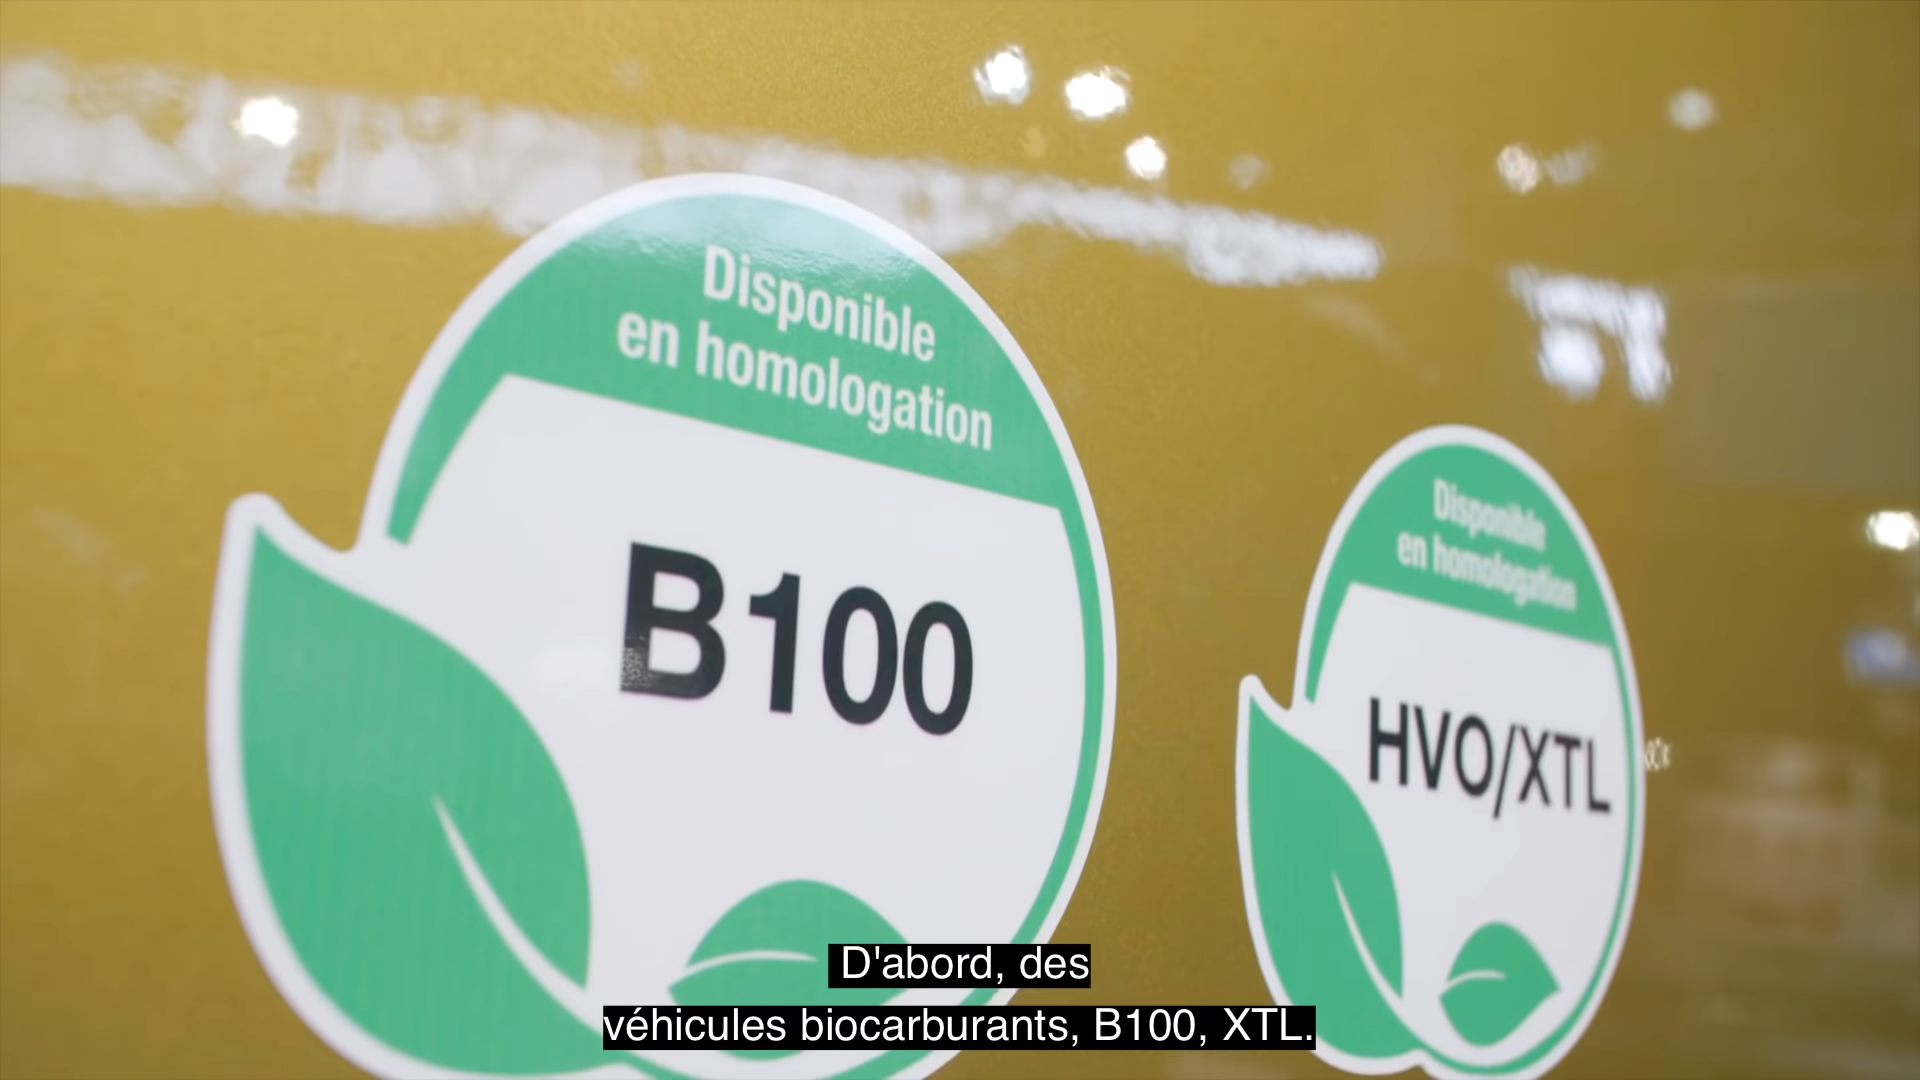 Disponible
en homologation
B100
Disponible
en homologation
HVO/XTL
D'abord, des
véhicules biocarburants, B100, XTL.